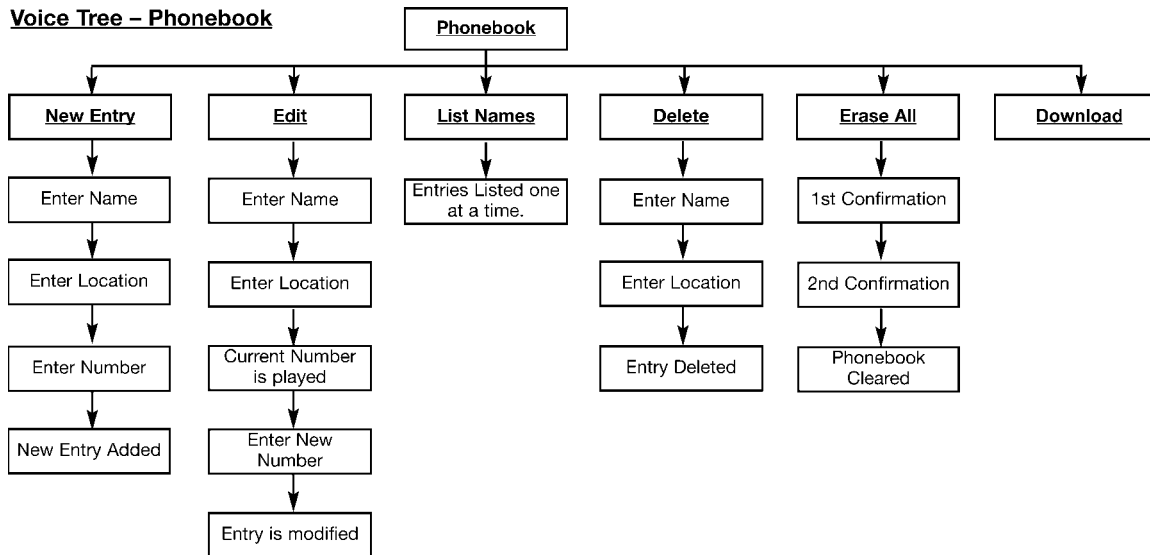 Voice Tree – Phonebook
Phonebook
New Entry
Edit
List Names
Delete
Erase All
Download
Enter Name
Enter Name
Entries Listed one
at a time.
Enter Name
1st Confirmation
Enter Location
Enter Location
Enter Location
2nd Confirmation
Enter Number
Current Number
is played
Entry Deleted
Phonebook
Cleared
New Entry Added
Enter New
Number
Entry is modified